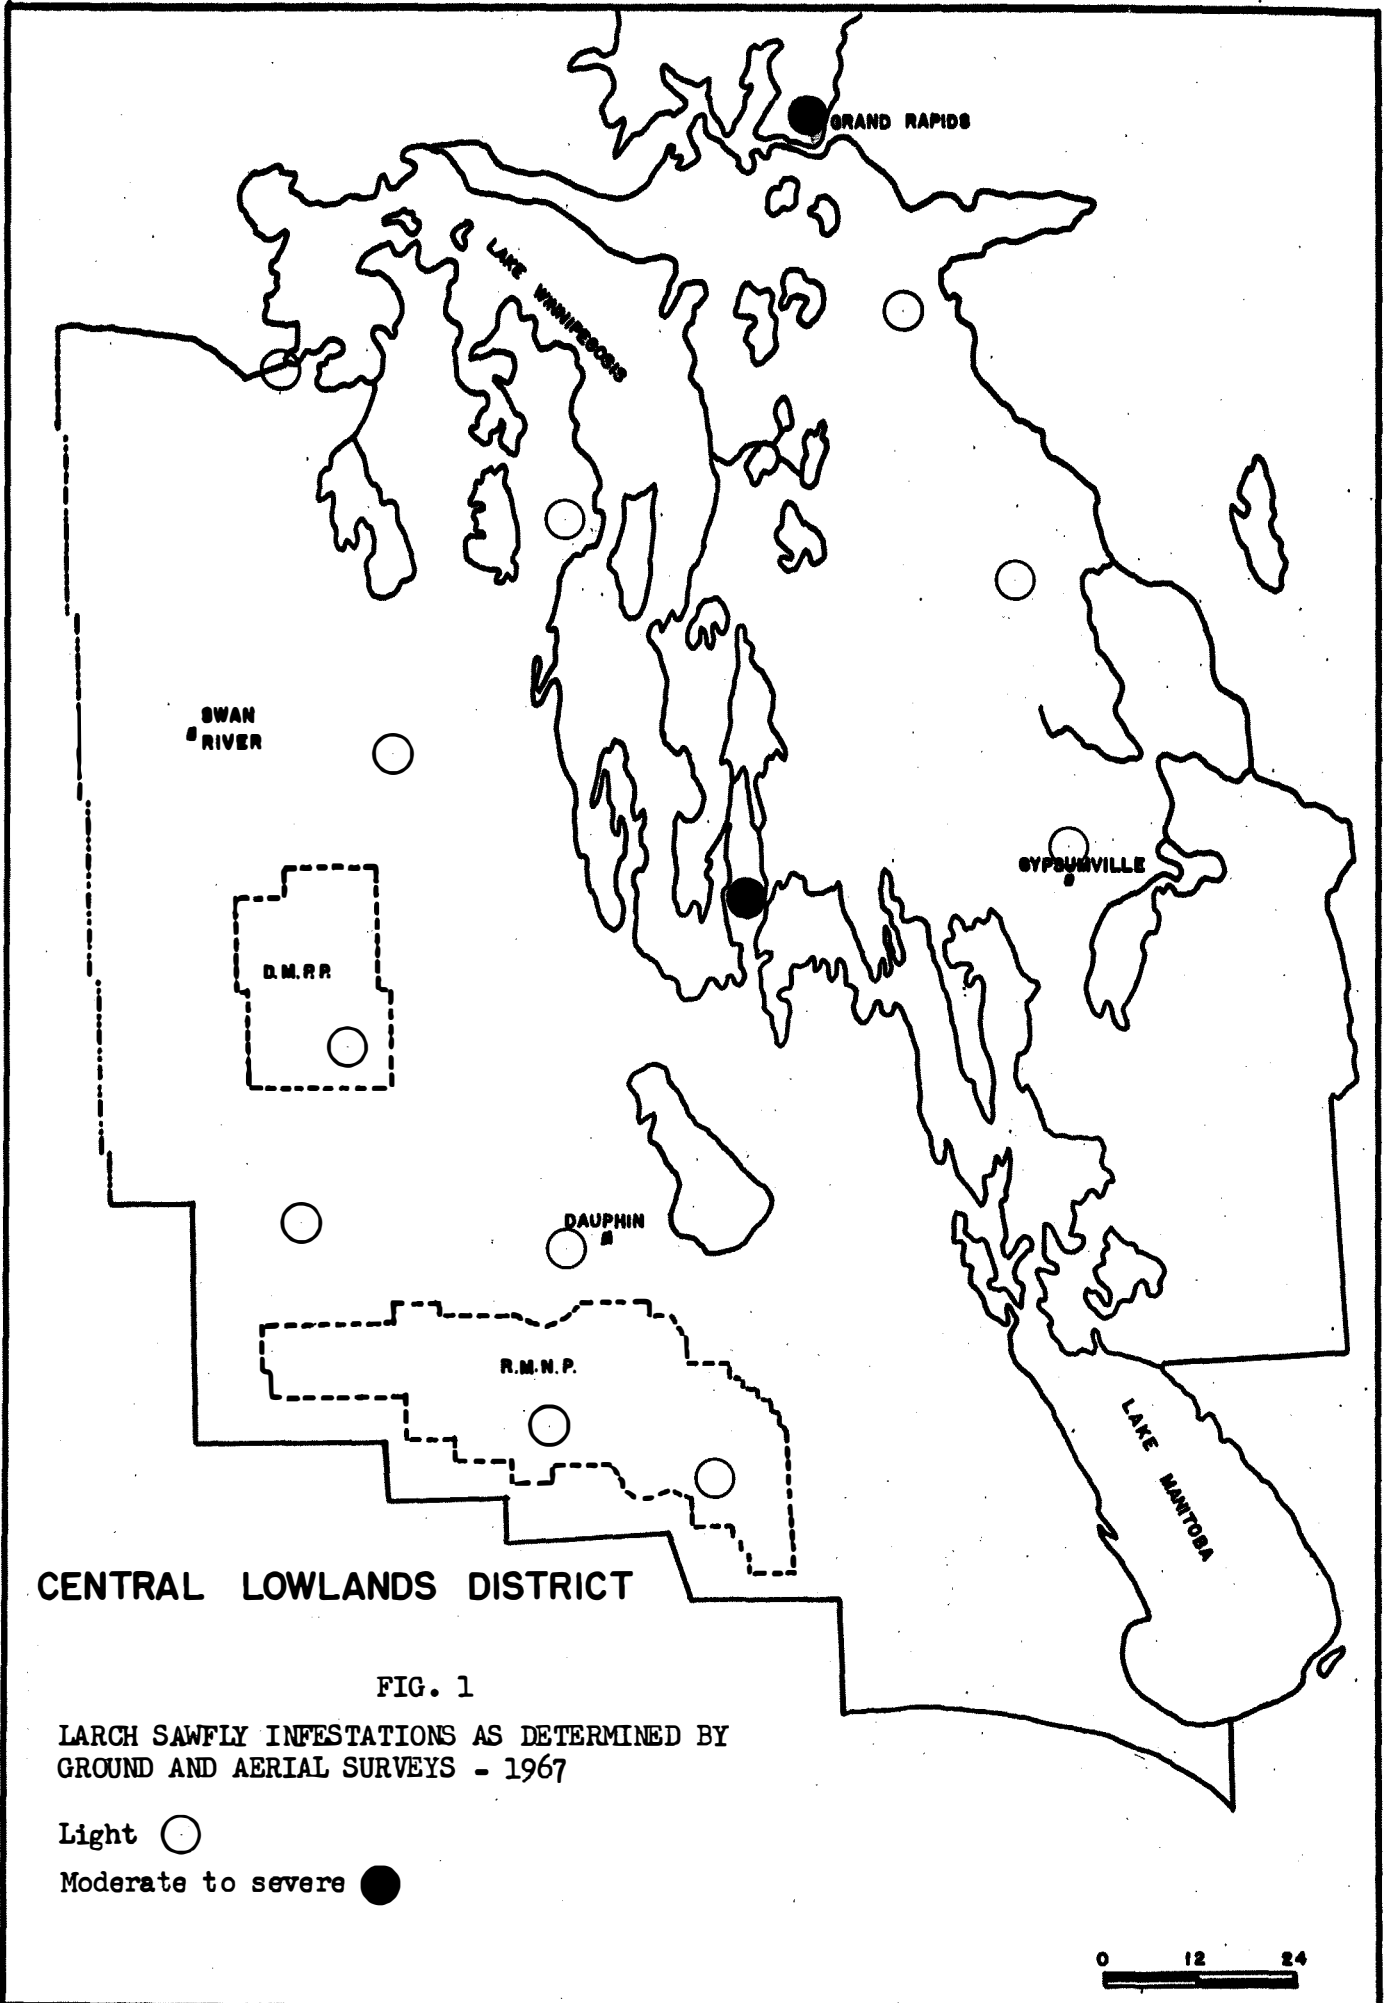 GRAND RAPIDS
LAKE WINNIPEGOSIS
SWAN
RIVER
GYPSUMVILLE
D.M.P.P.
DAUPHIN
R.M.N.P.
LAKE MANITOBA
CENTRAL LOWLANDS DISTRICT
FIG. 1
LARCH SAWFLY INFESTATIONS AS DETERMINED BY
GROUND AND AERIAL SURVEYS - 1967
Light
Moderate to severe
0 12 24